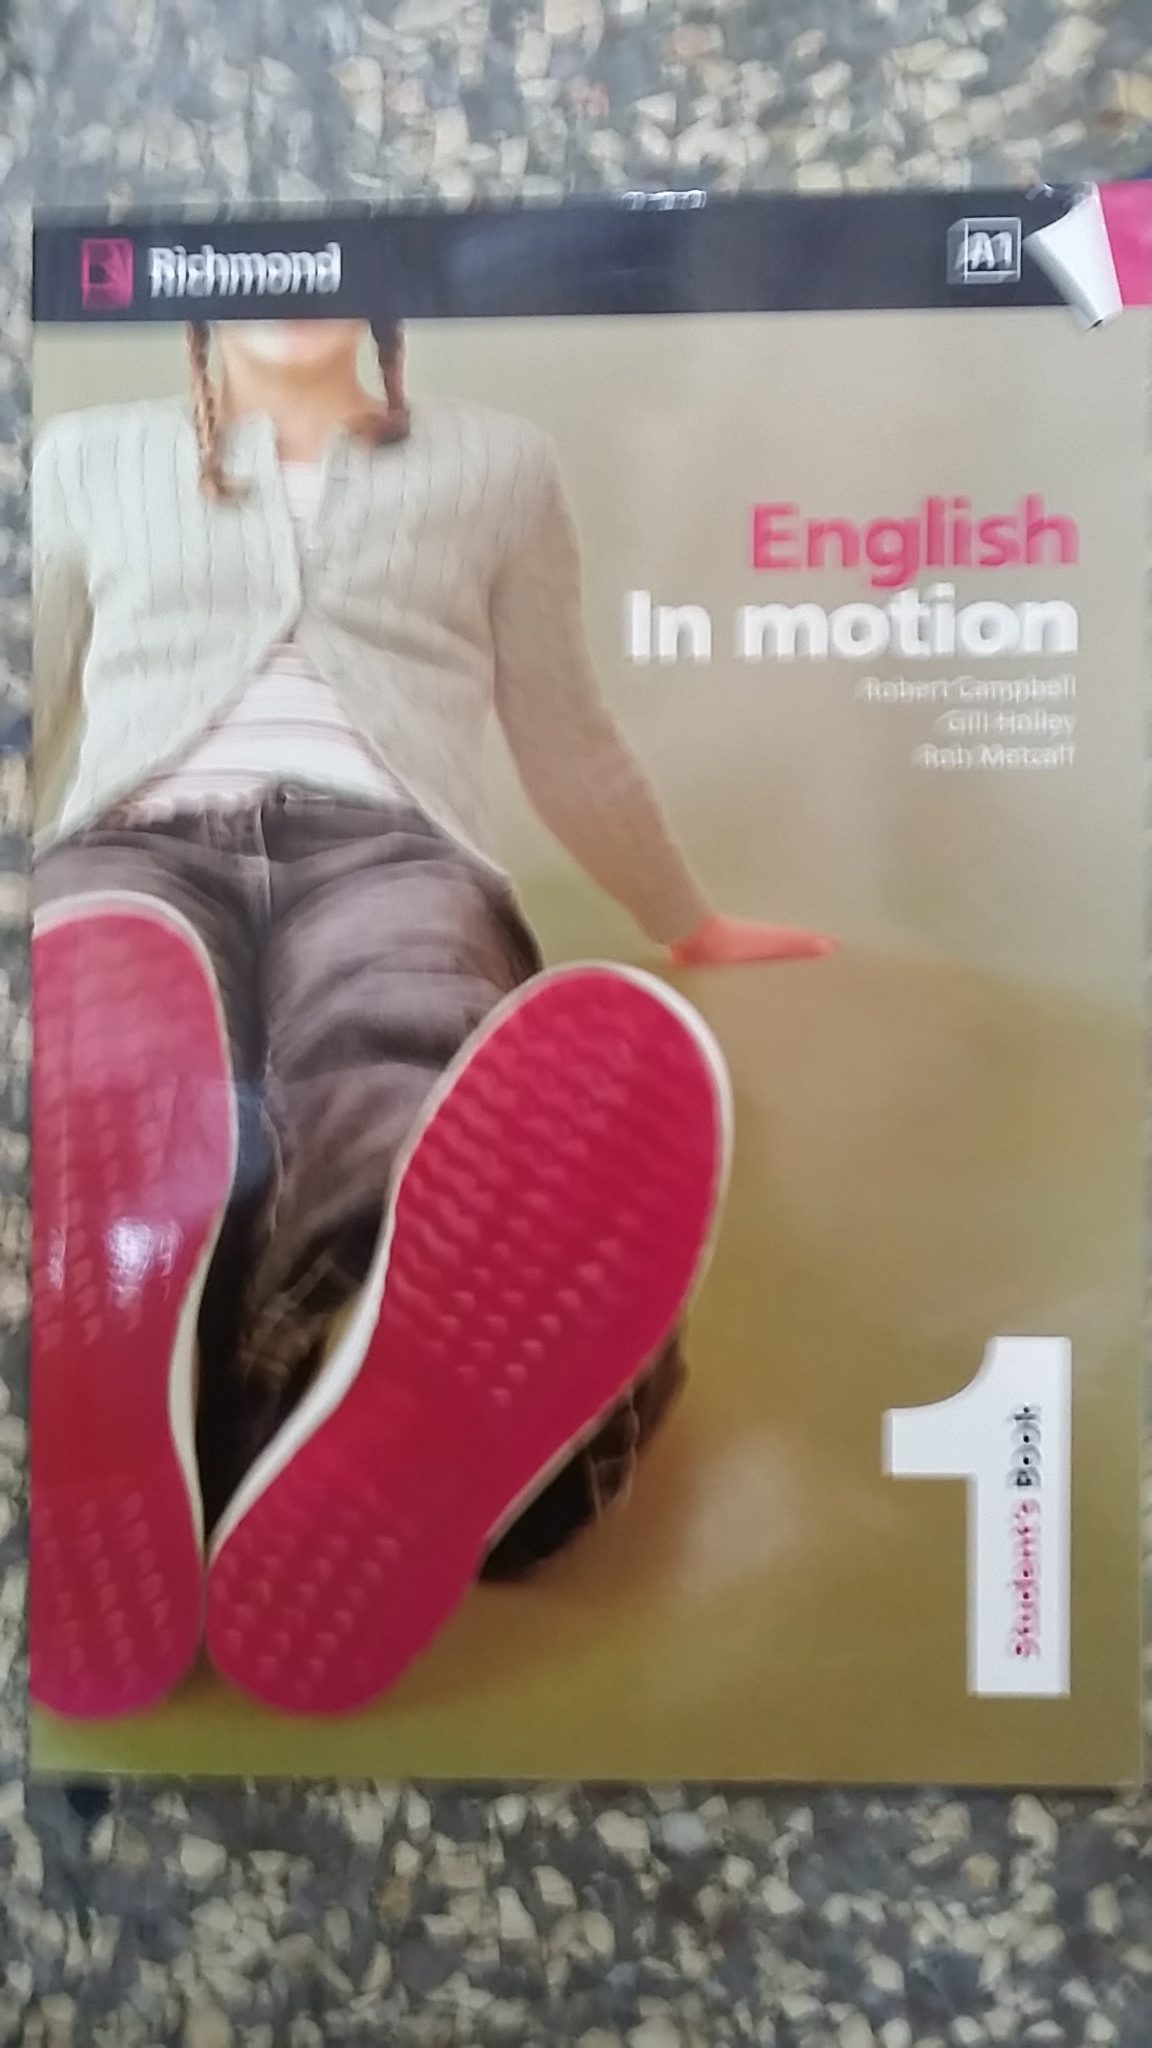 Richmond
A1
English
In motion
Robert Campbell
Gill Holley
Rob Metcalf
1
Student's Book